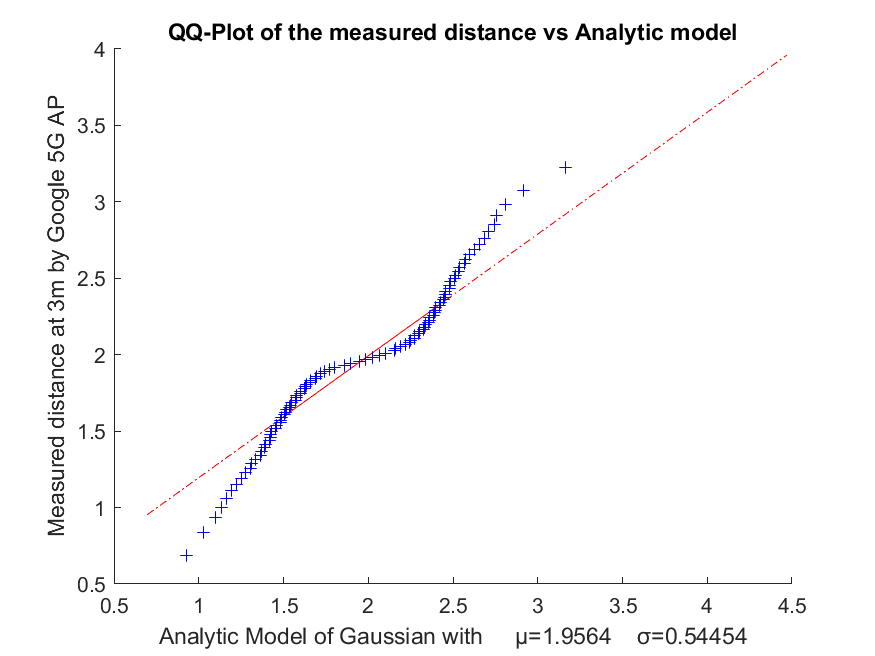 QQ-Plot of the measured distance vs Analytic model
Measured distance at 3m by Google 5G AP
4
3.5
3
2.5
2
1.5
1
0.5
0.5 1 1.5 2 2.5 3 3.5 4 4.5
Analytic Model of Gaussian with μ=1.9564 σ=0.54454